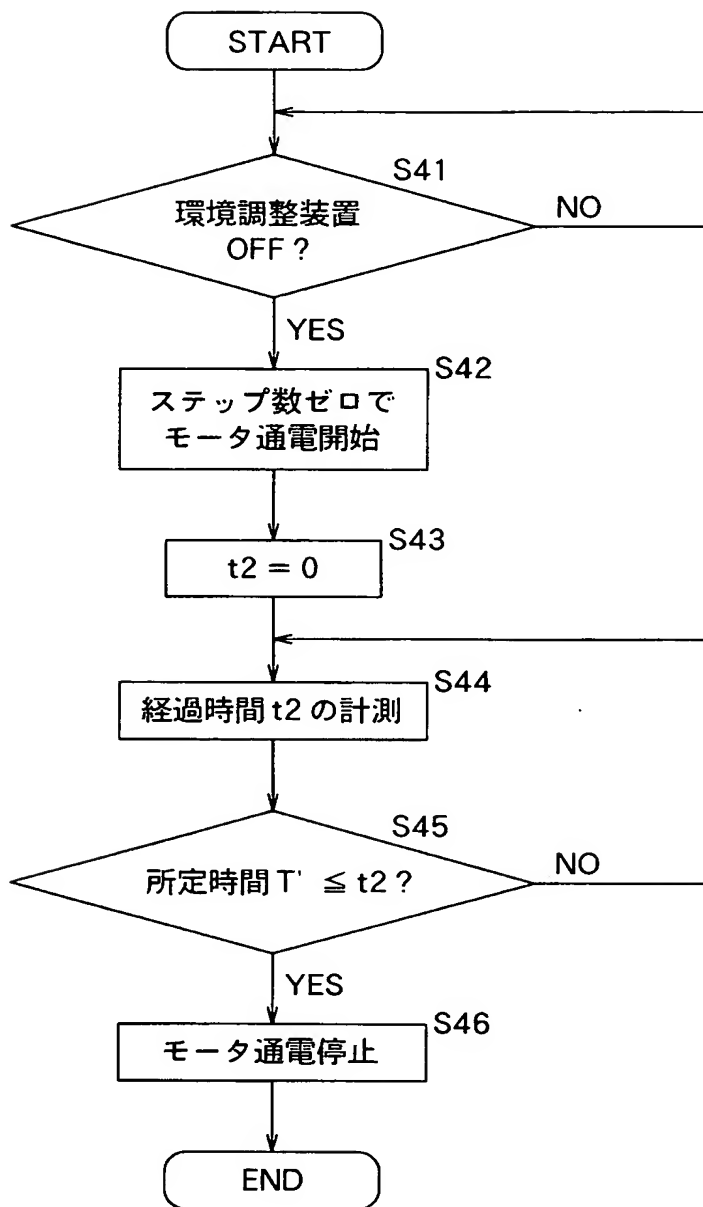 START
S41
環境調整装置
OFF？
NO
YES
S42
ステップ数ゼロで
モータ通電開始
S43
t2 = 0
S44
経過時間 t2 の計測
S45
所定時間 T' ≦ t2？
NO
YES
S46
モータ通電停止
END